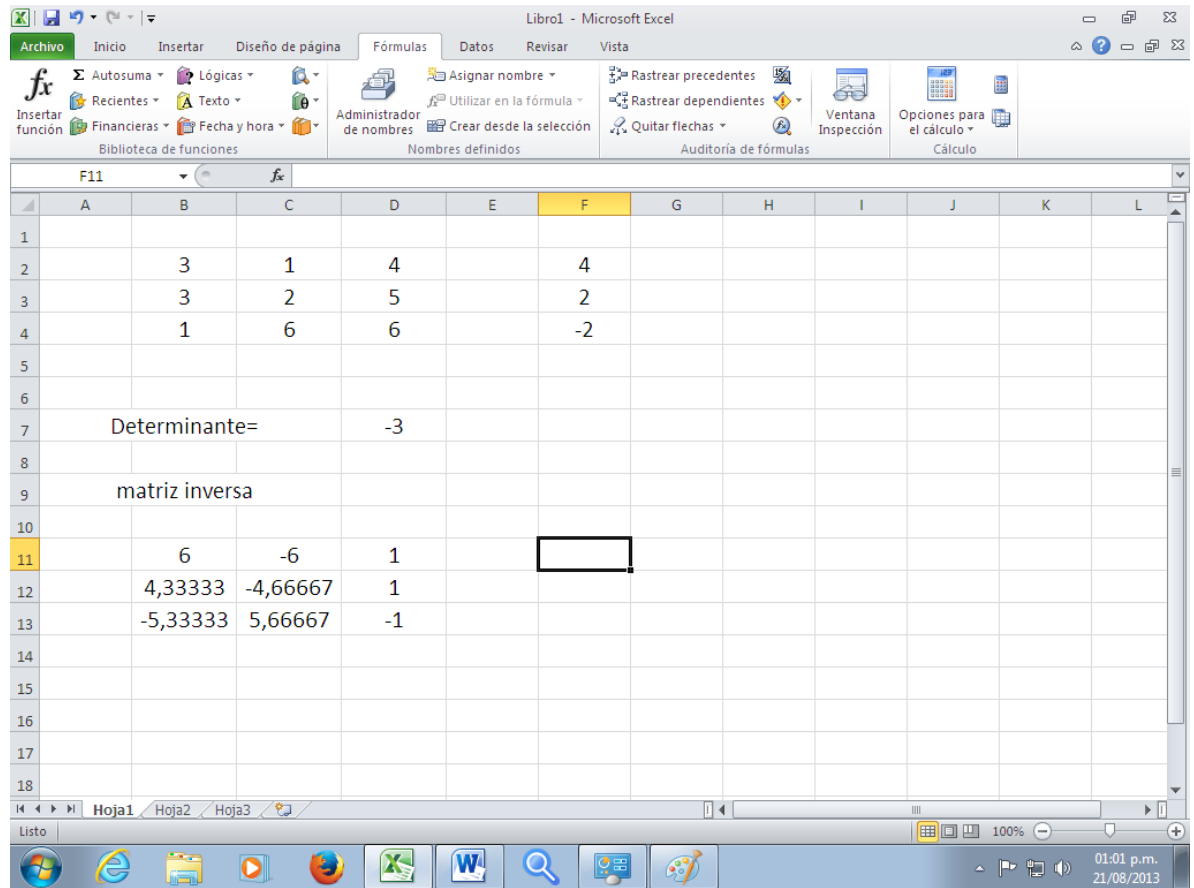 Libro1 - Microsoft Excel
Archivo Inicio Insertar Diseño de página Fórmulas Datos Revisar Vista
fx Insertar función
Σ Autosuma
Recientes
Financieras
Lógicas
A Texto
Fecha y hora
θ
Biblioteca de funciones
Administrador de nombres
Asignar nombre
Utilizar en la fórmula
Crear desde la selección
Nombres definidos
Rastrear precedentes
Rastrear dependientes
Quitar flechas
Auditoría de fórmulas
Ventana Inspección
Opciones para el cálculo
Cálculo
F11 fx
A B C D E F G H I J K L
1
2 3 1 4 4
3 3 2 5 2
4 1 6 6 -2
5
6
7 Determinante= -3
8
9 matriz inversa
10
11 6 -6 1
12 4,33333 -4,66667 1
13 -5,33333 5,66667 -1
14
15
16
17
18
Hoja1 Hoja2 Hoja3
Listo 100%
01:01 p.m.
21/08/2013